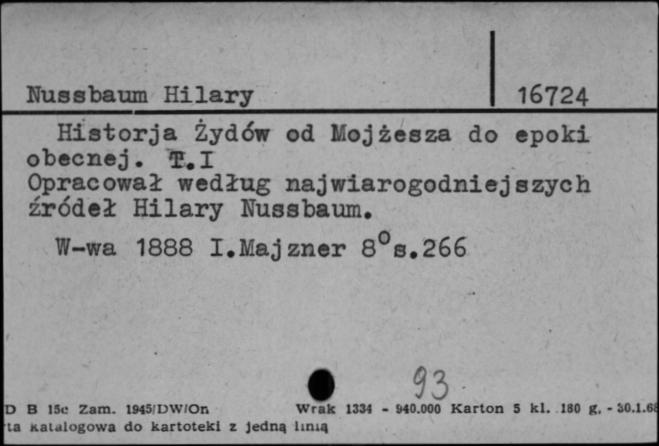 Nussbaum Hilary 16724
Historja Żydów od Mojżesza do epoki
obecnej. T.I
Opracował według najwiarogodniejszych
źródeł Hilary Nussbaum.
W-wa 1888 I.Majzner 8°s.266
93
D B 15c Zam. 1945/DW/On Wrak 1334 - 940.000 Karton 5 kl. 180 g. - 30.1.68
rta katalogowa do kartoteki z jedną linią